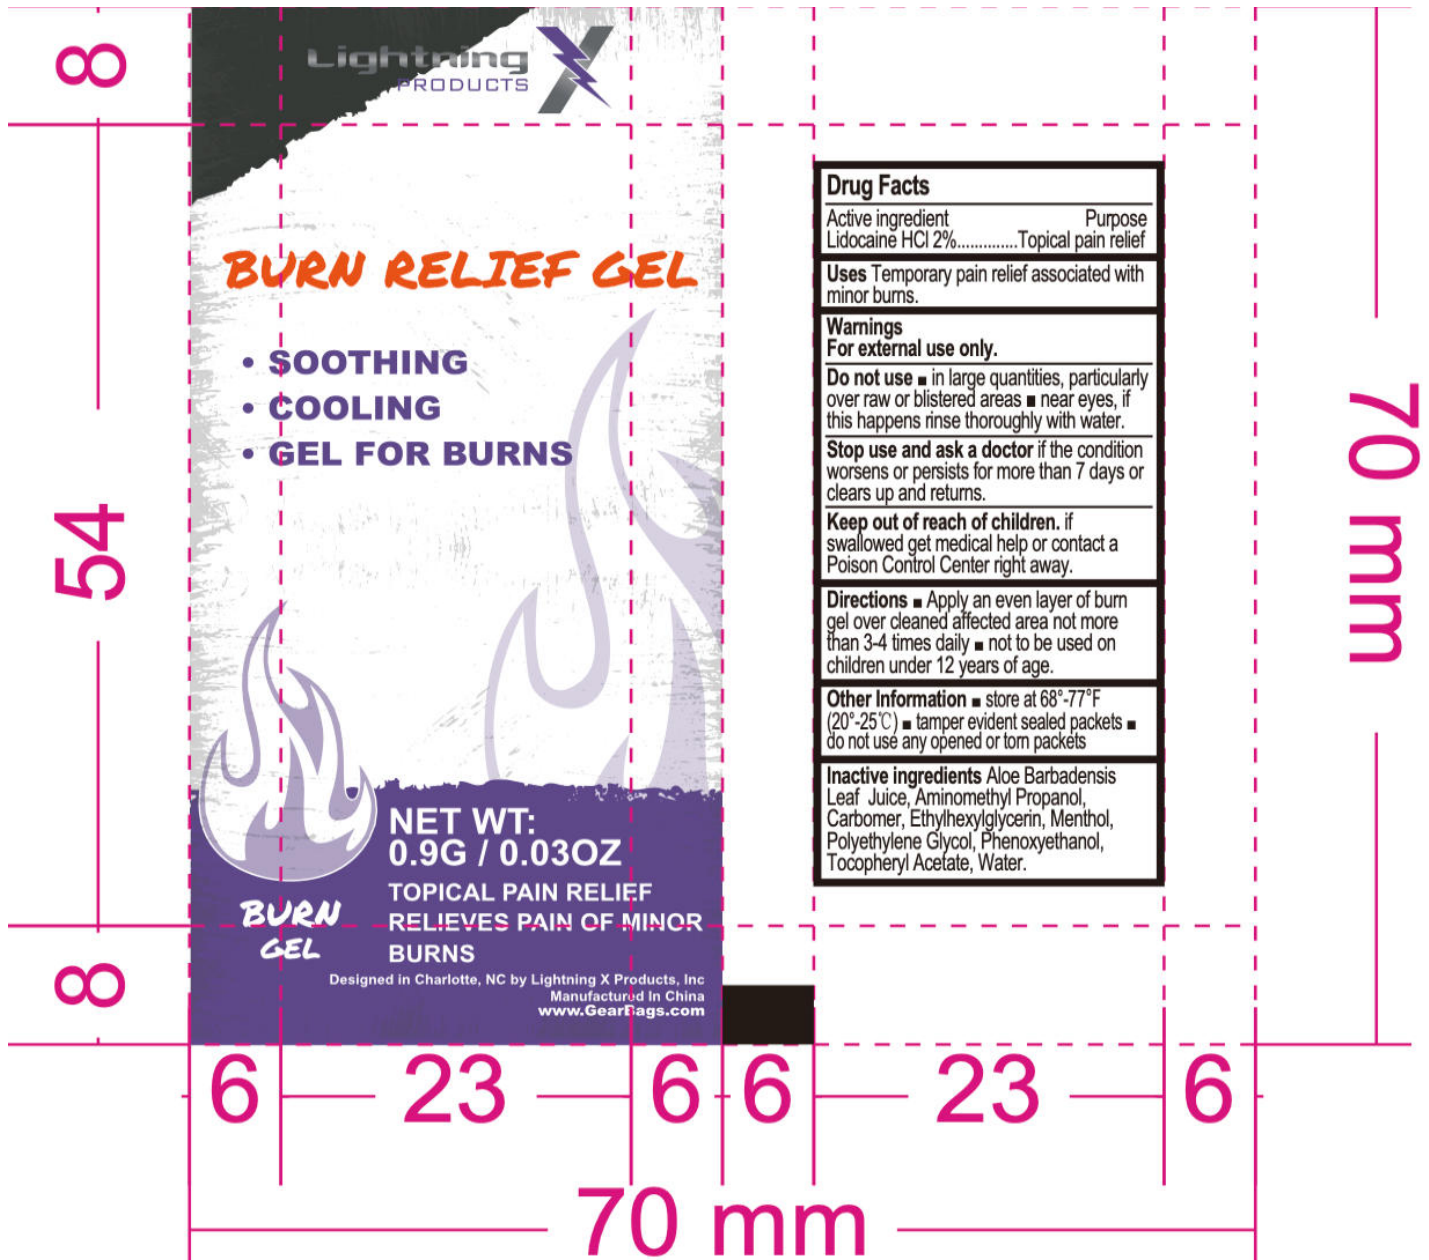 8
54
8
Lightning
PRODUCTS
X
BURN RELIEF GEL
• SOOTHING
• COOLING
• GEL FOR BURNS
BURN
GEL
NET WT:
0.9G / 0.03OZ
TOPICAL PAIN RELIEF
RELIEVES PAIN OF MINOR
BURNS
Designed in Charlotte, NC by Lightning X Products, Inc
Manufactured In China
www.GearBags.com
Drug Facts
Active ingredient Purpose
Lidocaine HCl 2%..............Topical pain relief
Uses Temporary pain relief associated with
minor burns.
Warnings
For external use only.
Do not use ■ in large quantities, particularly
over raw or blistered areas ■ near eyes, if
this happens rinse thoroughly with water.
Stop use and ask a doctor if the condition
worsens or persists for more than 7 days or
clears up and returns.
Keep out of reach of children. if
swallowed get medical help or contact a
Poison Control Center right away.
Directions ■ Apply an even layer of burn
gel over cleaned affected area not more
than 3-4 times daily ■ not to be used on
children under 12 years of age.
Other Information ■ store at 68°-77°F
(20°-25℃) ■ tamper evident sealed packets ■
do not use any opened or torn packets
Inactive ingredients Aloe Barbadensis
Leaf Juice, Aminomethyl Propanol,
Carbomer, Ethylhexylglycerin, Menthol,
Polyethylene Glycol, Phenoxyethanol,
Tocopheryl Acetate, Water.
70 mm
6 23 6 6 23 6
70 mm